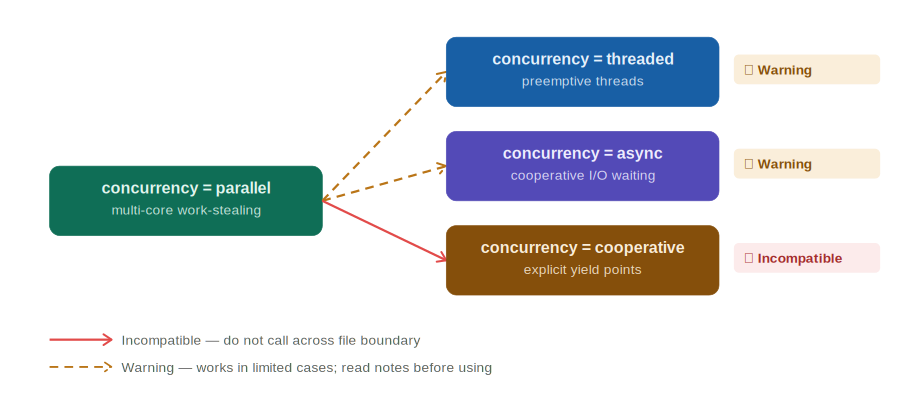 concurrency = threaded
preemptive threads
Warning
concurrency = async
cooperative I/O waiting
Warning
concurrency = parallel
multi-core work-stealing
concurrency = cooperative
explicit yield points
Incompatible
Incompatible — do not call across file boundary
Warning — works in limited cases; read notes before using